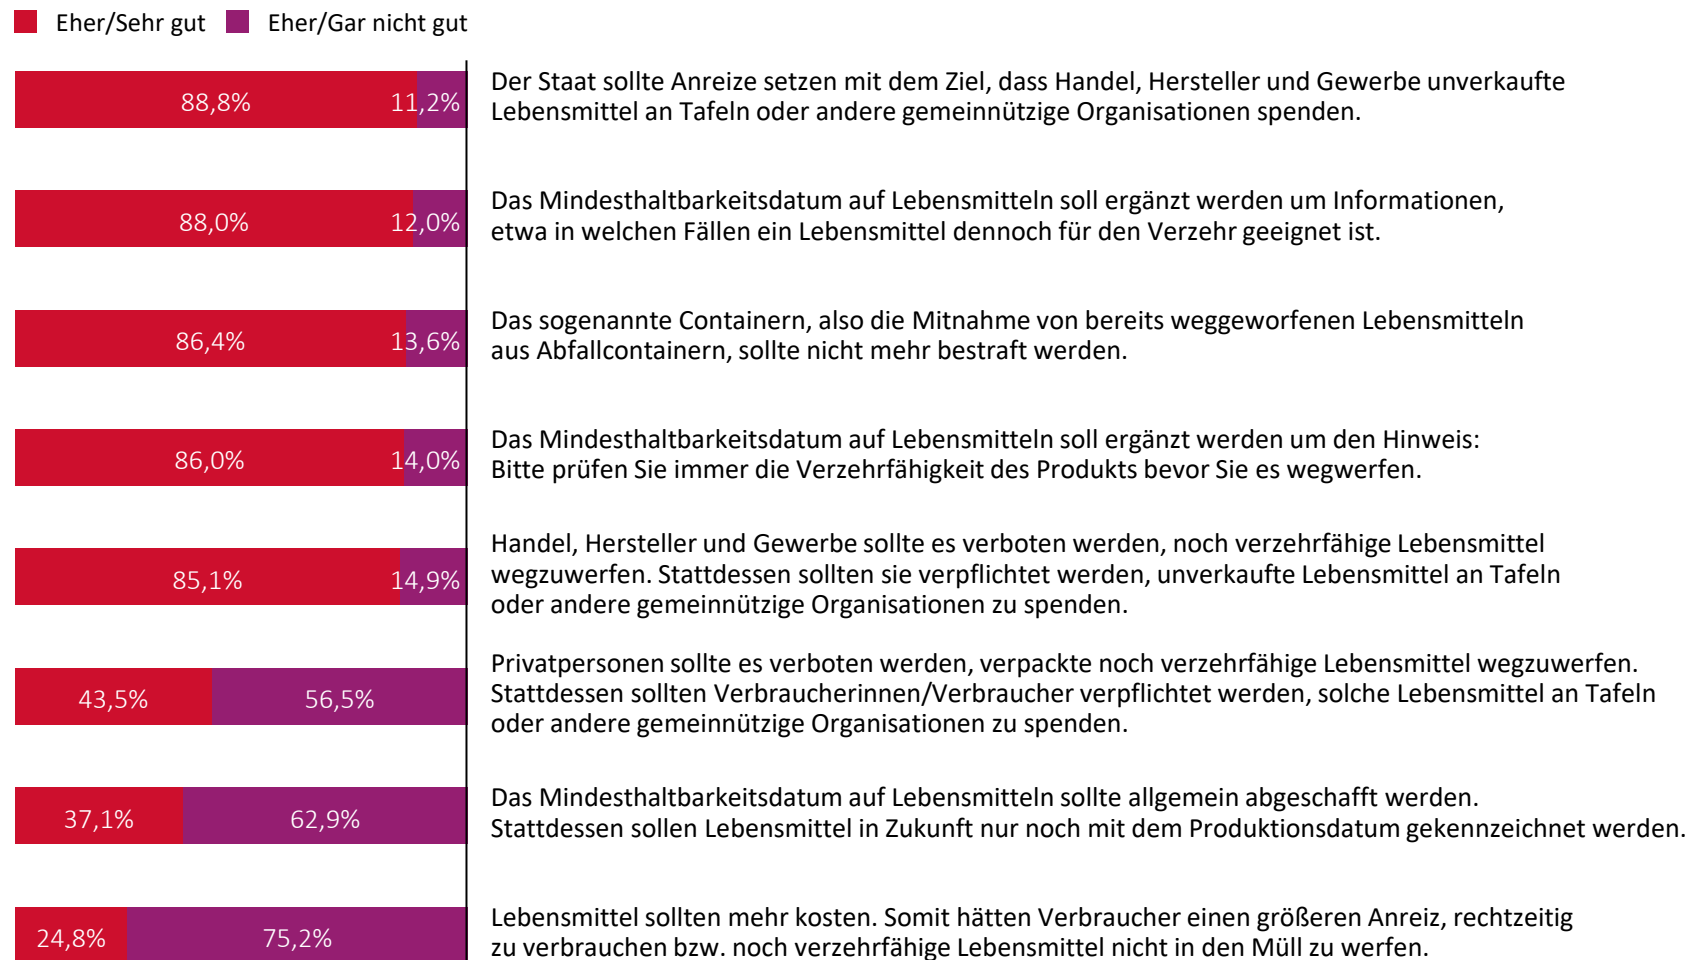 Eher/Sehr gut Eher/Gar nicht gut
88,8% 11,2%
Der Staat sollte Anreize setzen mit dem Ziel, dass Handel, Hersteller und Gewerbe unverkaufte
Lebensmittel an Tafeln oder andere gemeinnützige Organisationen spenden.
88,0% 12,0%
Das Mindesthaltbarkeitsdatum auf Lebensmitteln soll ergänzt werden um Informationen,
etwa in welchen Fällen ein Lebensmittel dennoch für den Verzehr geeignet ist.
86,4% 13,6%
Das sogenannte Containern, also die Mitnahme von bereits weggeworfenen Lebensmitteln
aus Abfallcontainern, sollte nicht mehr bestraft werden.
86,0% 14,0%
Das Mindesthaltbarkeitsdatum auf Lebensmitteln soll ergänzt werden um den Hinweis:
Bitte prüfen Sie immer die Verzehrfähigkeit des Produkts bevor Sie es wegwerfen.
85,1% 14,9%
Handel, Hersteller und Gewerbe sollte es verboten werden, noch verzehrfähige Lebensmittel
wegzuwerfen. Stattdessen sollten sie verpflichtet werden, unverkaufte Lebensmittel an Tafeln
oder andere gemeinnützige Organisationen zu spenden.
43,5% 56,5%
Privatpersonen sollte es verboten werden, verpackte noch verzehrfähige Lebensmittel wegzuwerfen.
Stattdessen sollten Verbraucherinnen/Verbraucher verpflichtet werden, solche Lebensmittel an Tafeln
oder andere gemeinnützige Organisationen zu spenden.
37,1% 62,9%
Das Mindesthaltbarkeitsdatum auf Lebensmitteln sollte allgemein abgeschafft werden.
Stattdessen sollen Lebensmittel in Zukunft nur noch mit dem Produktionsdatum gekennzeichnet werden.
24,8% 75,2%
Lebensmittel sollten mehr kosten. Somit hätten Verbraucher einen größeren Anreiz, rechtzeitig
zu verbrauchen bzw. noch verzehrfähige Lebensmittel nicht in den Müll zu werfen.